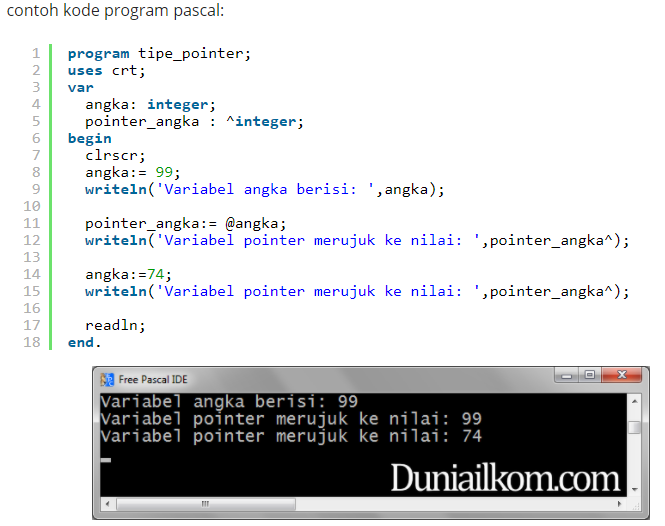 contoh kode program pascal:
1 program tipe_pointer;
2 uses crt;
3 var
4 angka: integer;
5 pointer_angka : ^integer;
6 begin
7 clrscr;
8 angka:= 99;
9 writeln('Variabel angka berisi: ',angka);
10
11 pointer_angka:= @angka;
12 writeln('Variabel pointer merujuk ke nilai: ',pointer_angka^);
13
14 angka:=74;
15 writeln('Variabel pointer merujuk ke nilai: ',pointer_angka^);
16
17 readln;
18 end.
Free Pascal IDE
Variabel angka berisi: 99
Variabel pointer merujuk ke nilai: 99
Variabel pointer merujuk ke nilai: 74
Duniailkom.com